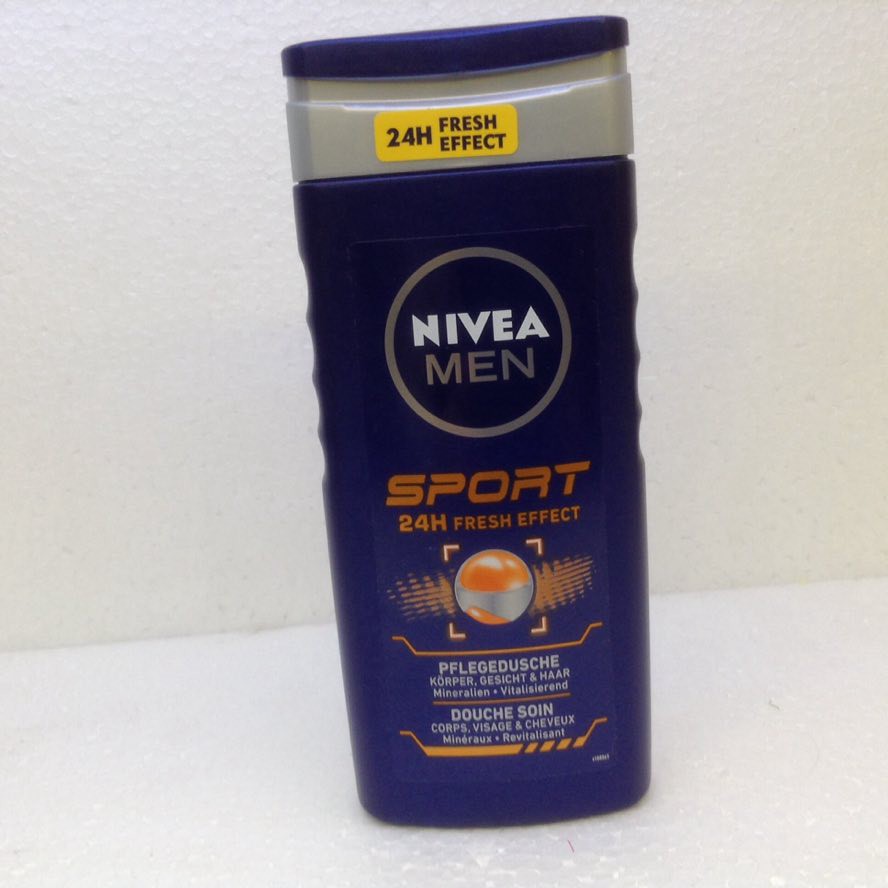 24H FRESH
EFFECT
NIVEA
MEN
SPORT
24H FRESH EFFECT
PFLEGEDUSCHE
KÖRPER, GESICHT & HAAR
Mineralien • Vitalisierend
DOUCHE SOIN
CORPS, VISAGE & CHEVEUX
Minéraux • Revitalisant